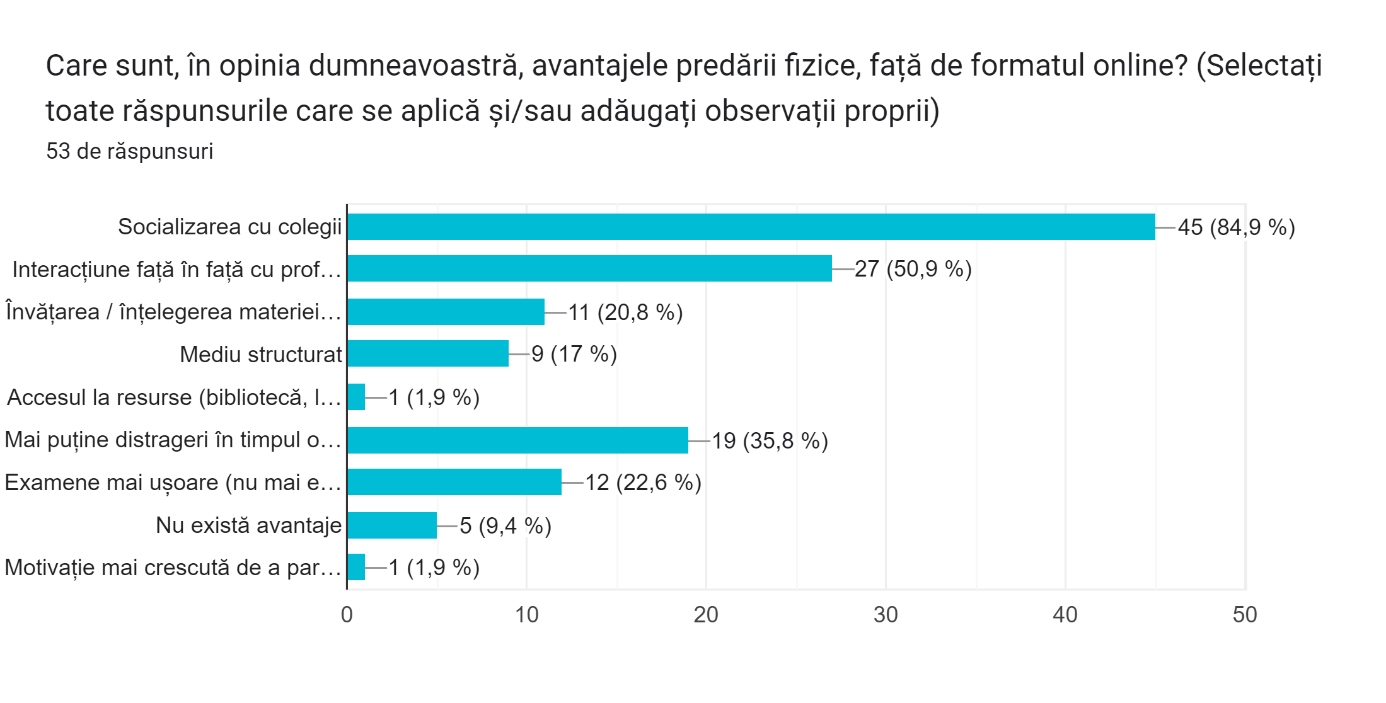 Care sunt, în opinia dumneavoastră, avantajele predării fizice, față de formatul online? (Selectați
toate răspunsurile care se aplică și/sau adăugați observații proprii)
53 de răspunsuri
Socializarea cu colegii 45 (84,9 %)
Interacțiune față în față cu prof… 27 (50,9 %)
Învățarea / înțelegerea materiei… 11 (20,8 %)
Mediu structurat 9 (17 %)
Accesul la resurse (bibliotecă, l… 1 (1,9 %)
Mai puține distrageri în timpul o… 19 (35,8 %)
Examene mai ușoare (nu mai e… 12 (22,6 %)
Nu există avantaje 5 (9,4 %)
Motivație mai crescută de a par… 1 (1,9 %)
0 10 20 30 40 50